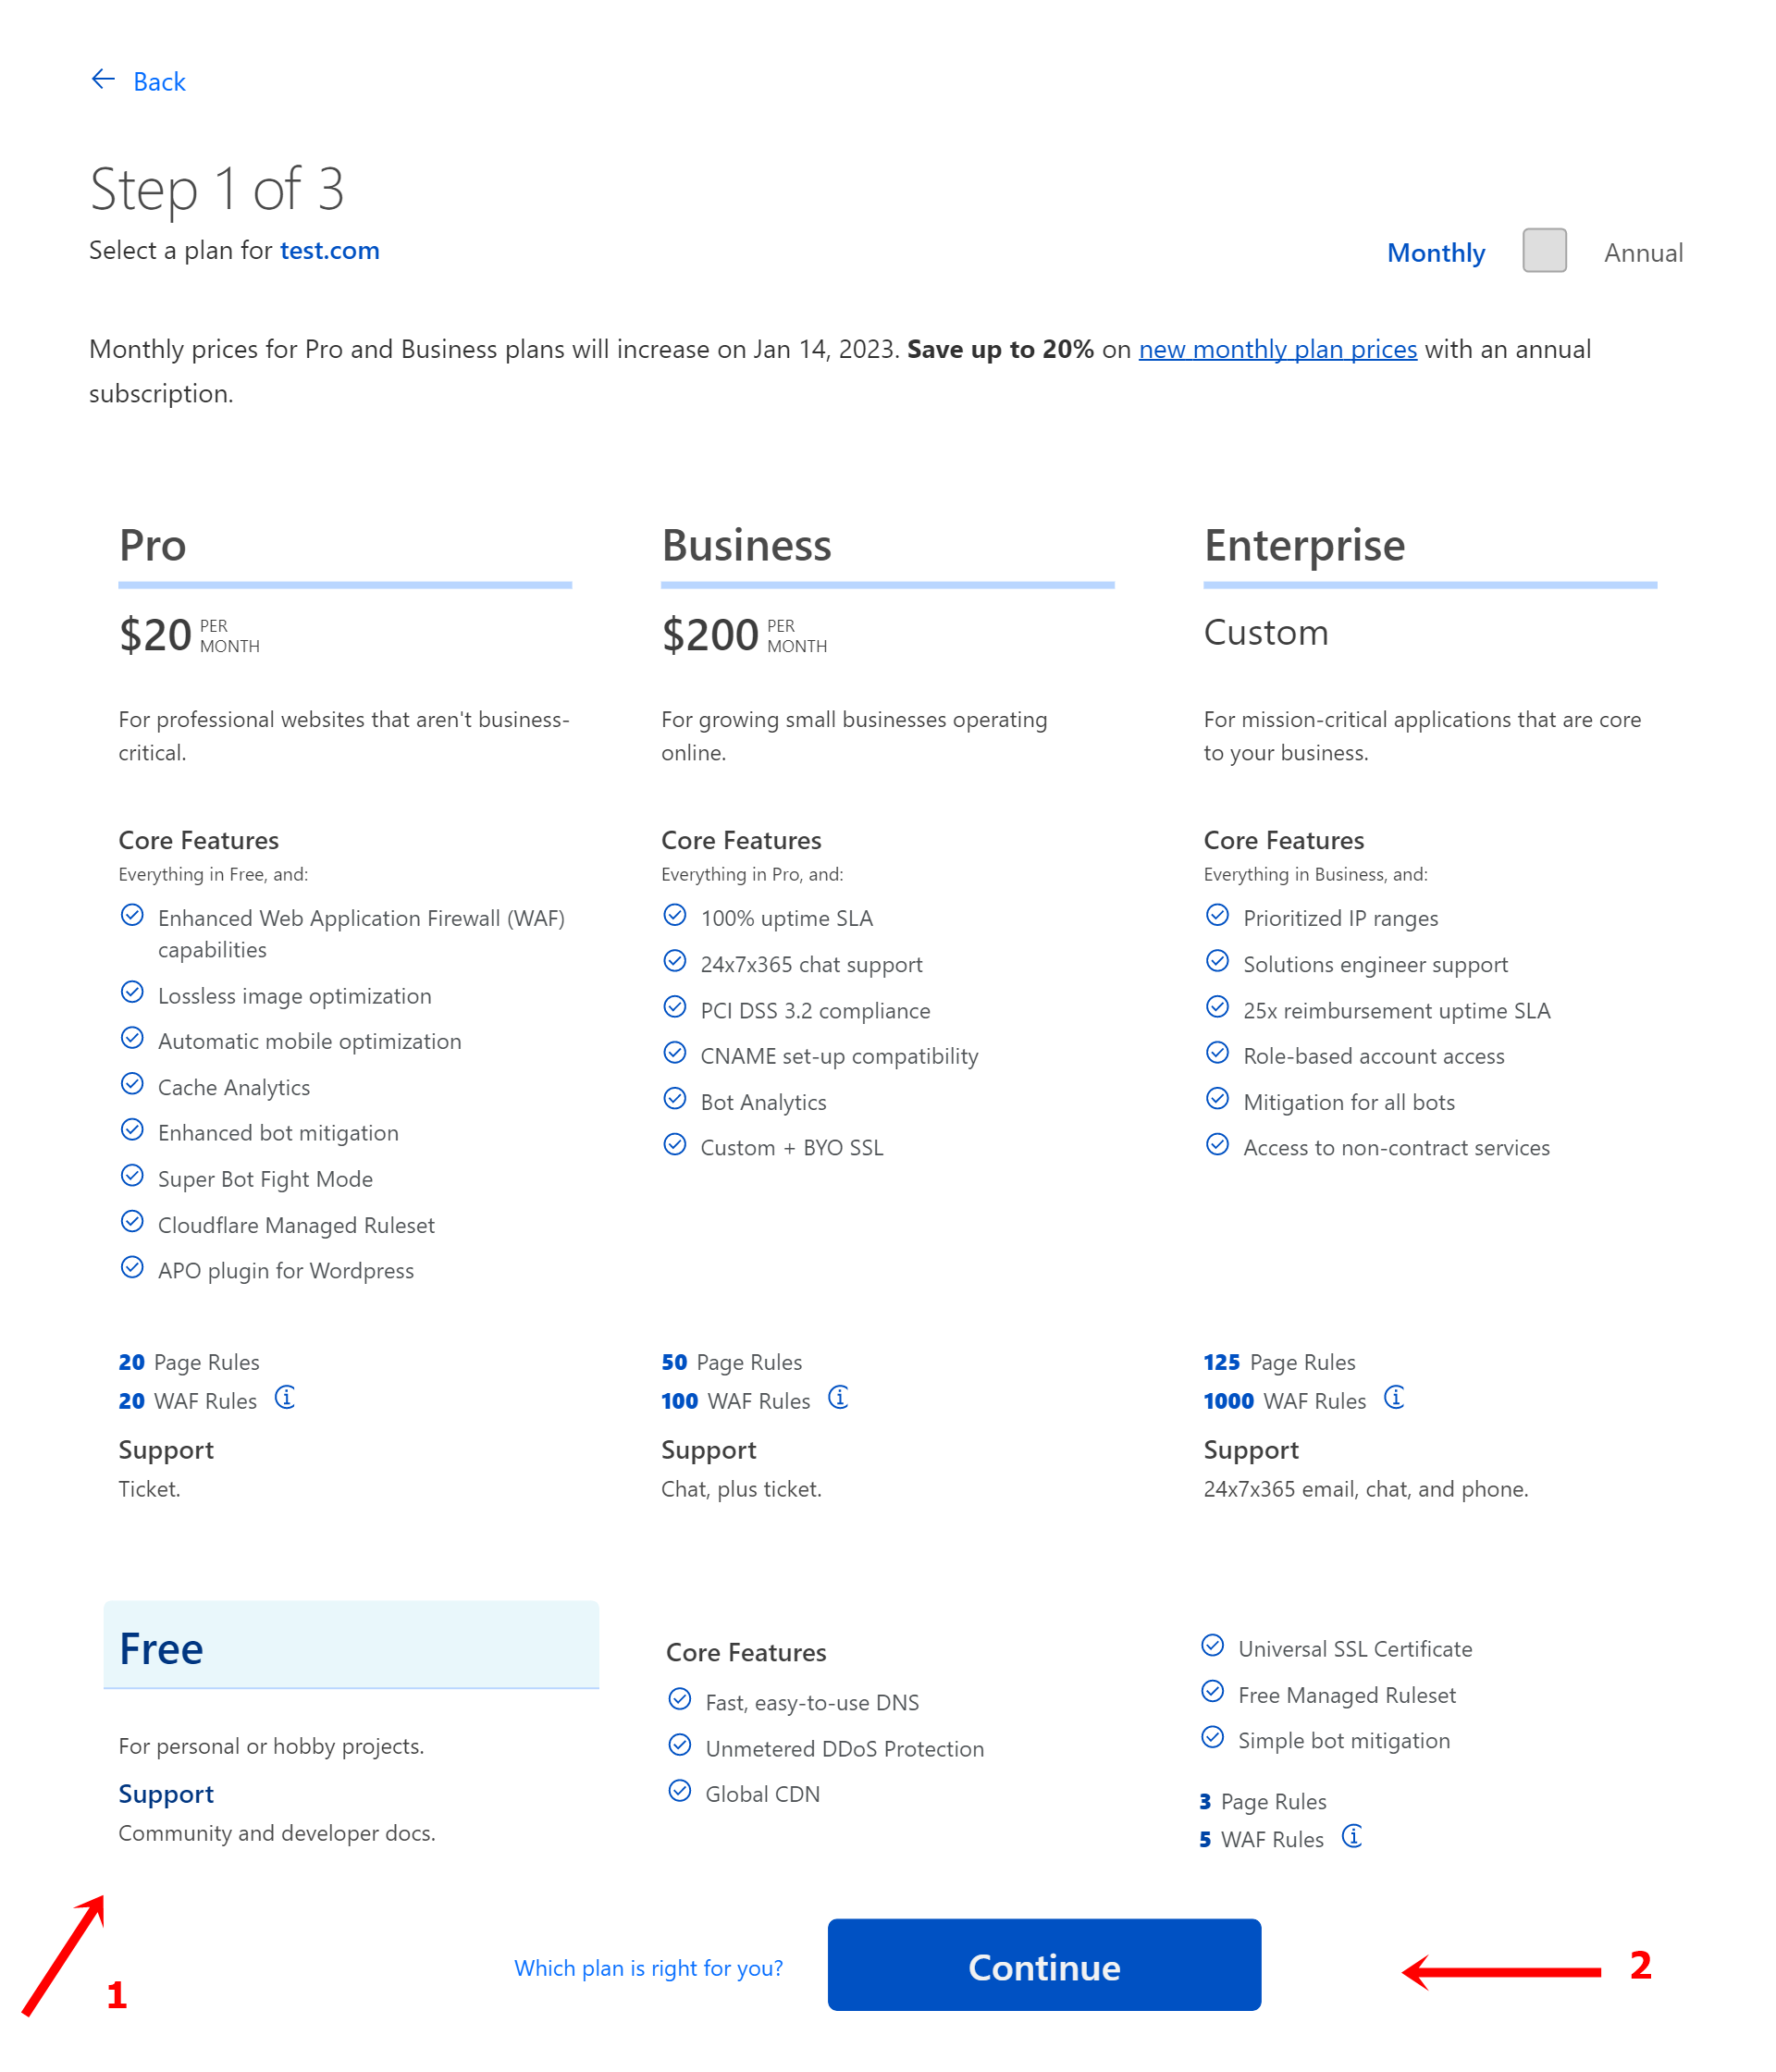 Back
Step 1 of 3
Select a plan for test.com
Monthly Annual
Monthly prices for Pro and Business plans will increase on Jan 14, 2023. Save up to 20% on new monthly plan prices with an annual
subscription.
Pro
$20 PER
MONTH
For professional websites that aren't business-
critical.
Core Features
Everything in Free, and:
Enhanced Web Application Firewall (WAF)
capabilities
Lossless image optimization
Automatic mobile optimization
Cache Analytics
Enhanced bot mitigation
Super Bot Fight Mode
Cloudflare Managed Ruleset
APO plugin for Wordpress
20 Page Rules
20 WAF Rules
Support
Ticket.
Business
$200 PER
MONTH
For growing small businesses operating
online.
Core Features
Everything in Pro, and:
100% uptime SLA
24x7x365 chat support
PCI DSS 3.2 compliance
CNAME set-up compatibility
Bot Analytics
Custom + BYO SSL
50 Page Rules
100 WAF Rules
Support
Chat, plus ticket.
Enterprise
Custom
For mission-critical applications that are core
to your business.
Core Features
Everything in Business, and:
Prioritized IP ranges
Solutions engineer support
25x reimbursement uptime SLA
Role-based account access
Mitigation for all bots
Access to non-contract services
125 Page Rules
1000 WAF Rules
Support
24x7x365 email, chat, and phone.
Free
For personal or hobby projects.
Support
Community and developer docs.
Core Features
Fast, easy-to-use DNS
Unmetered DDoS Protection
Global CDN
Universal SSL Certificate
Free Managed Ruleset
Simple bot mitigation
3 Page Rules
5 WAF Rules
1
Which plan is right for you?
Continue
2